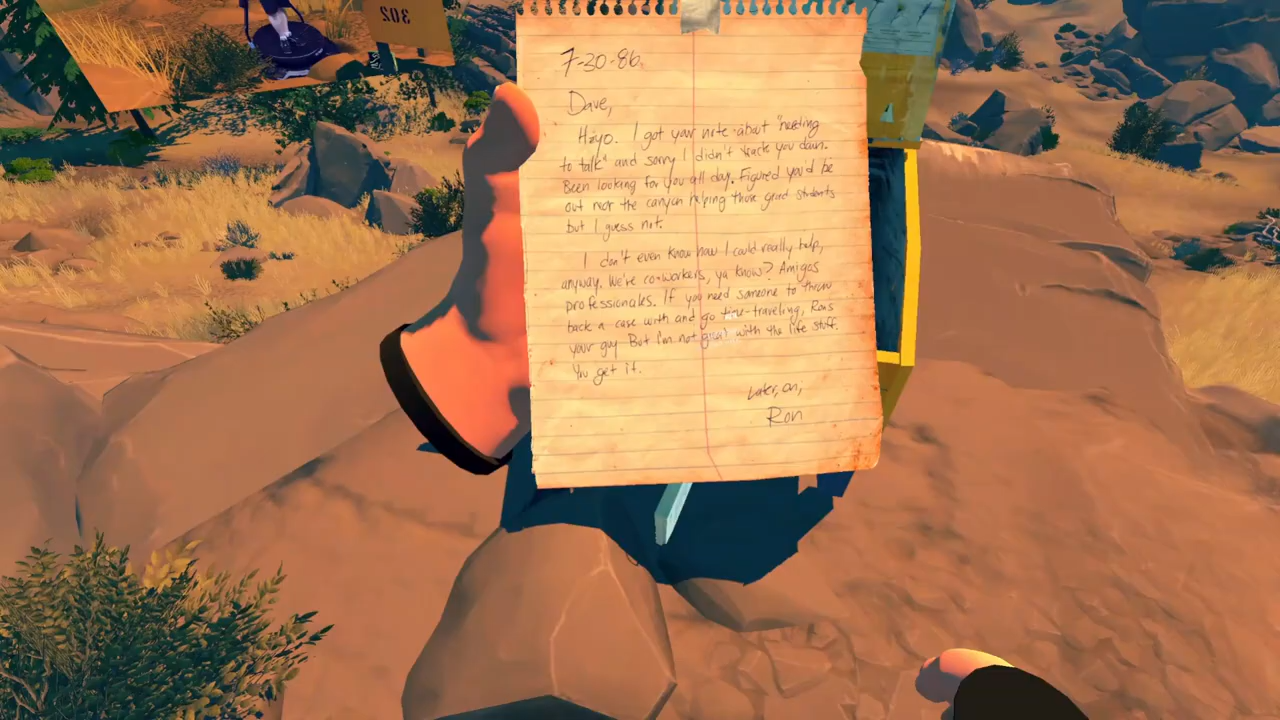 302
7-30-86
Dave,
Hiiyo. I got your note about "needing
to talk" and sorry I didn't track you down.
Been looking for you all day. Figured you'd be
out near the canyon helping those grad students
but I guess not.
I don't even know how I could really help,
anyway. We're co-workers, ya know? Amigos
professionales. If you need someone to throw
back a case with and go time-traveling, Ron's
your guy. But I'm not great with the life stuff.
You get it.
Later, on,
Ron